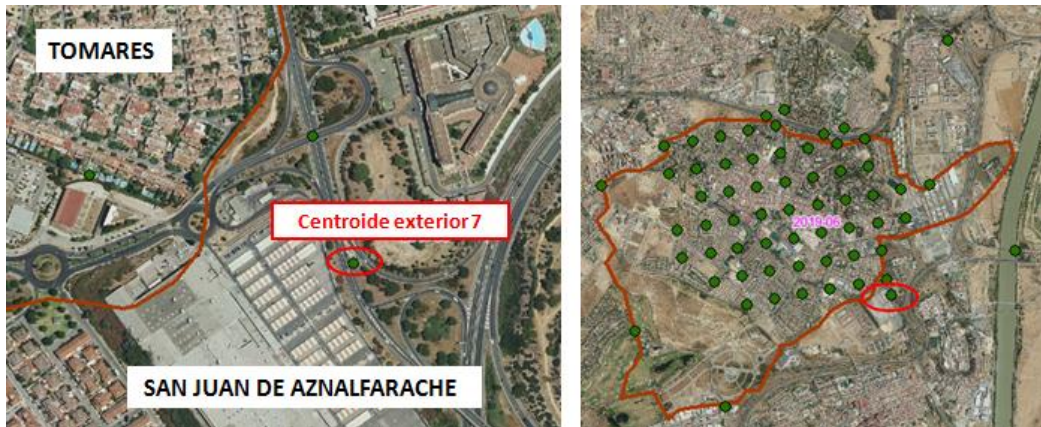 TOMARES
Centroide exterior 7
SAN JUAN DE AZNALFARACHE
2019-06